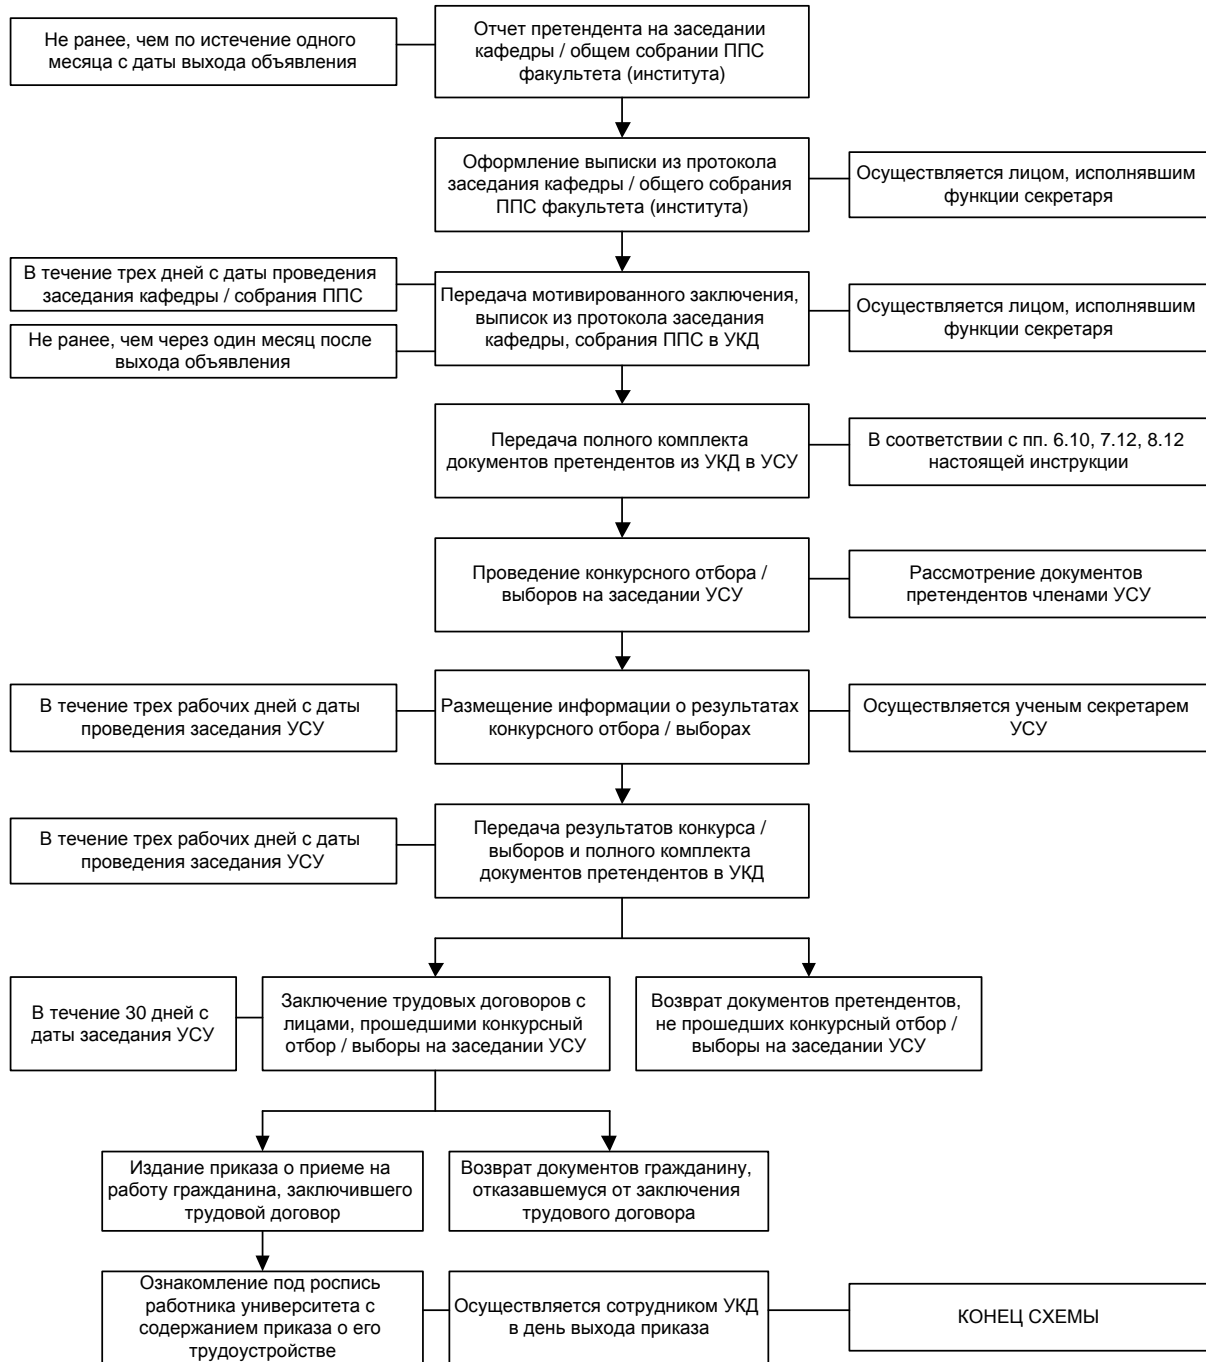 Не ранее, чем по истечение одного
месяца с даты выхода объявления
Отчет претендента на заседании
кафедры / общем собрании ППС
факультета (института)
Оформление выписки из протокола
заседания кафедры / общего собрания
ППС факультета (института)
Осуществляется лицом, исполнявшим
функции секретаря
В течение трех дней с даты проведения
заседания кафедры / собрания ППС
Не ранее, чем через один месяц после
выхода объявления
Передача мотивированного заключения,
выписок из протокола заседания
кафедры, собрания ППС в УКД
Осуществляется лицом, исполнявшим
функции секретаря
Передача полного комплекта
документов претендентов из УКД в УСУ
В соответствии с пп. 6.10, 7.12, 8.12
настоящей инструкции
Проведение конкурсного отбора /
выборов на заседании УСУ
Рассмотрение документов
претендентов членами УСУ
В течение трех рабочих дней с даты
проведения заседания УСУ
Размещение информации о результатах
конкурсного отбора / выборах
Осуществляется ученым секретарем
УСУ
В течение трех рабочих дней с даты
проведения заседания УСУ
Передача результатов конкурса /
выборов и полного комплекта
документов претендентов в УКД
В течение 30 дней с
даты заседания УСУ
Заключение трудовых договоров с
лицами, прошедшими конкурсный
отбор / выборы на заседании УСУ
Возврат документов претендентов,
не прошедших конкурсный отбор /
выборы на заседании УСУ
Издание приказа о приеме на
работу гражданина, заключившего
трудовой договор
Возврат документов гражданину,
отказавшемуся от заключения
трудового договора
Ознакомление под роспись
работника университета с
содержанием приказа о его
трудоустройстве
Осуществляется сотрудником УКД
в день выхода приказа
КОНЕЦ СХЕМЫ